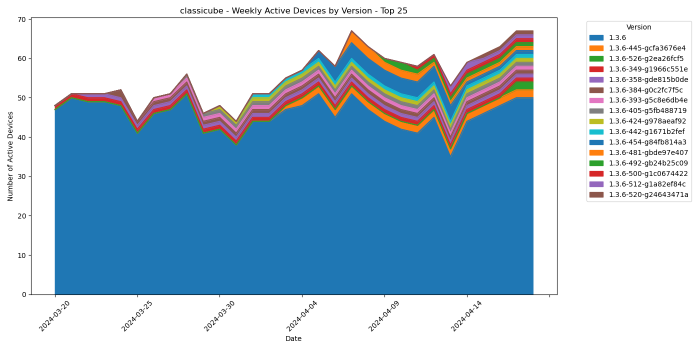 classicube - Weekly Active Devices by Version - Top 25
Number of Active Devices
70
60
50
40
30
20
10
0
2024-03-20
2024-03-25
2024-03-30
2024-04-04
2024-04-09
2024-04-14
Date
Version
1.3.6
1.3.6-445-gcfa3676e4
1.3.6-526-g2ea26fcf5
1.3.6-349-g1966c551e
1.3.6-358-gde815b0de
1.3.6-384-g0c2fc7f5c
1.3.6-393-g5c8e6db4e
1.3.6-405-g5fb488719
1.3.6-424-g978aeaf92
1.3.6-442-g1671b2fef
1.3.6-454-g84fb814a3
1.3.6-481-gbde97e407
1.3.6-492-gb24b25c09
1.3.6-500-g1c0674422
1.3.6-512-g1a82ef84c
1.3.6-520-g24643471a